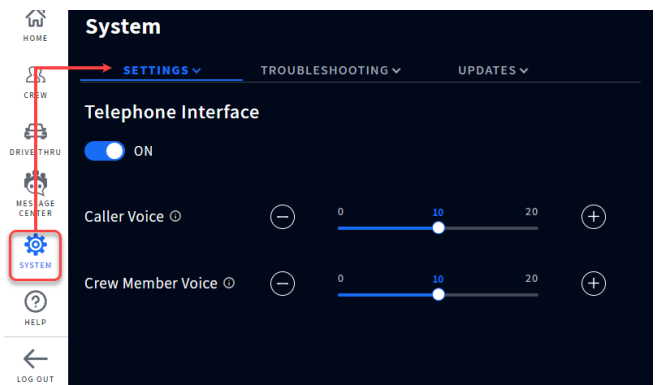 HOME
CREW
DRIVE THRU
MESSAGE
CENTER
SYSTEM
HELP
LOG OUT
System
SETTINGS
TROUBLESHOOTING
UPDATES
Telephone Interface
ON
Caller Voice
0 10 20
Crew Member Voice
0 10 20